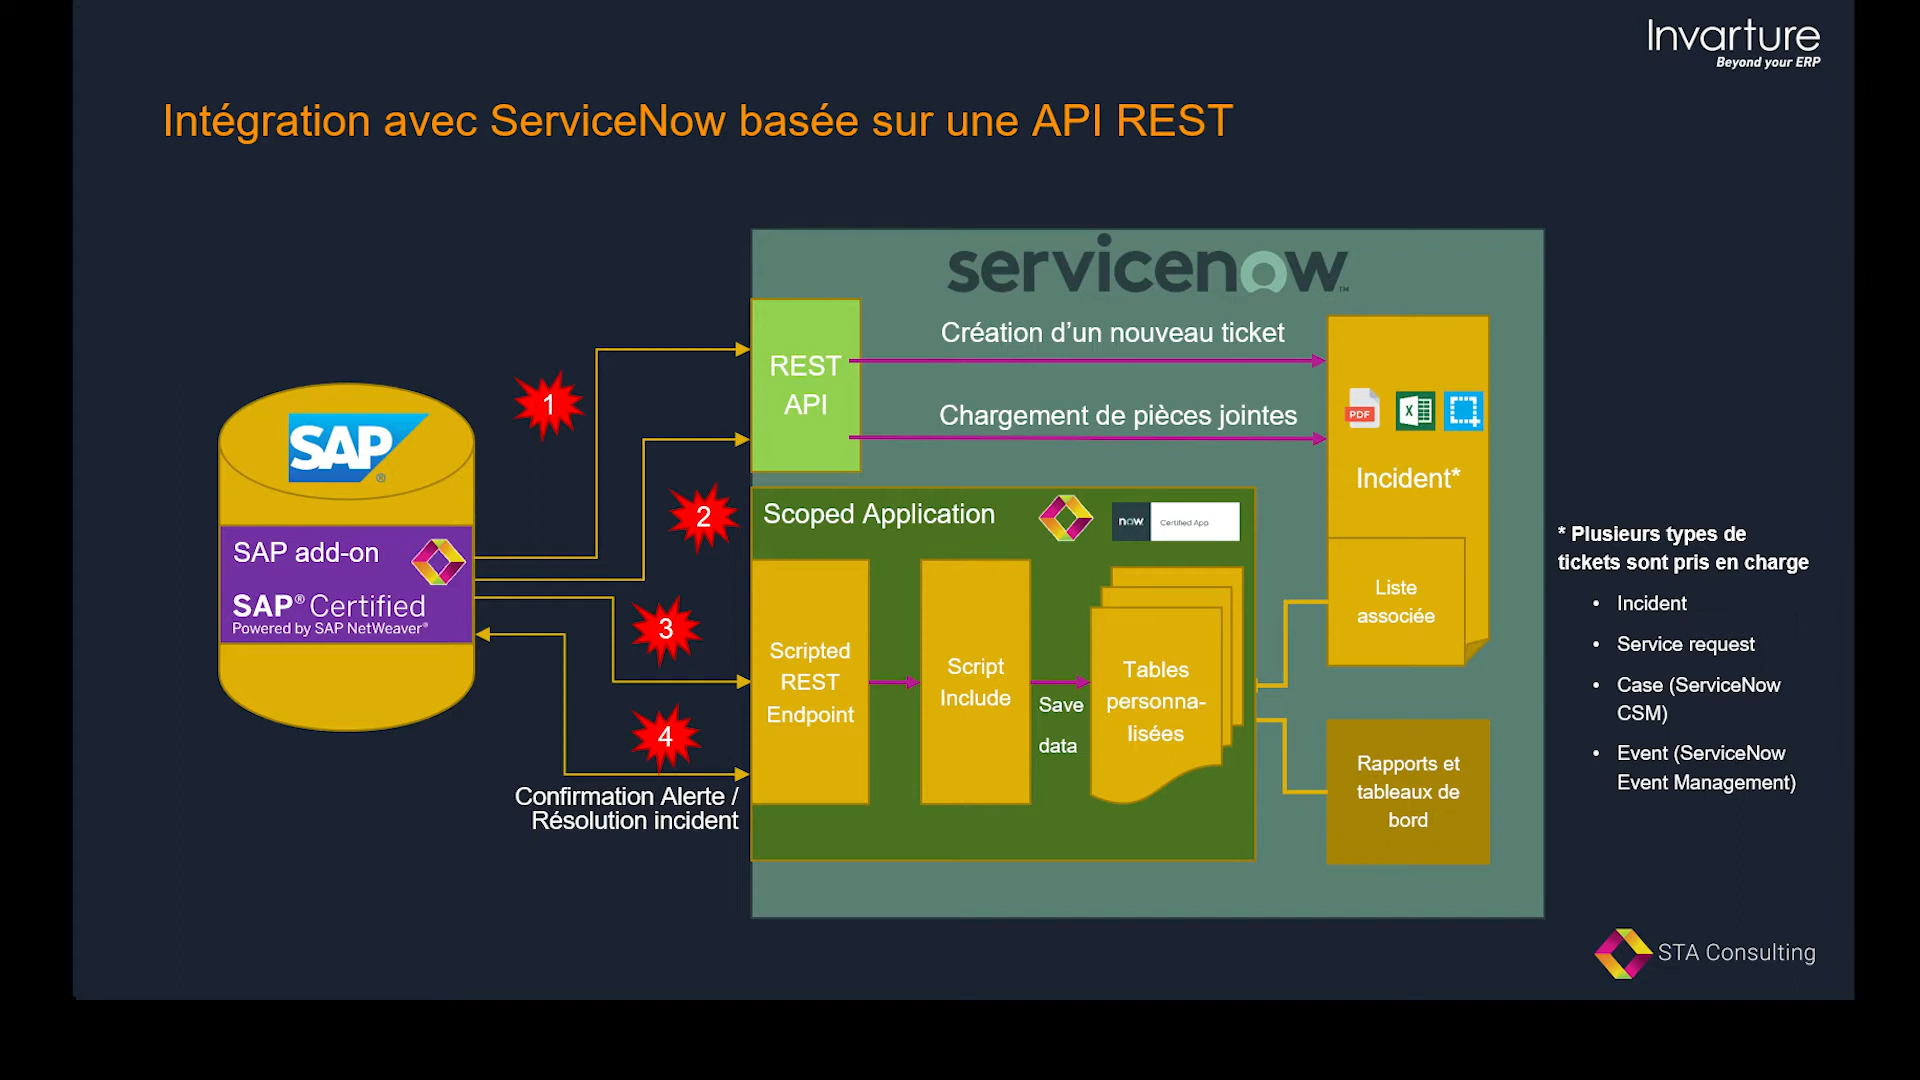 Invarture
Beyond your ERP
Intégration avec ServiceNow basée sur une API REST
servicenow™
SAP®
SAP add-on
SAP® Certified
Powered by SAP NetWeaver®
1
2
3
4
Confirmation Alerte /
Résolution incident
REST
API
Création d’un nouveau ticket
Chargement de pièces jointes
PDF
X
Incident*
Liste
associée
Scoped Application
now
Certified App
Scripted
REST
Endpoint
Script
Include
Save
data
Tables
personna-
lisées
Rapports et
tableaux de
bord
* Plusieurs types de
tickets sont pris en charge
• Incident
• Service request
• Case (ServiceNow
CSM)
• Event (ServiceNow
Event Management)
STA Consulting